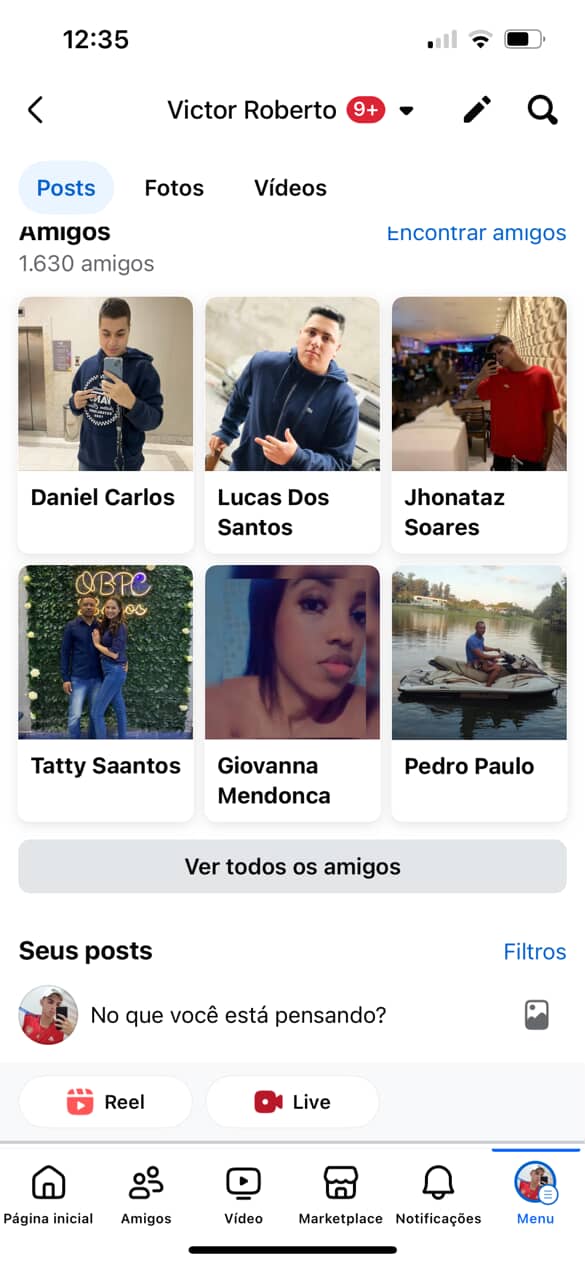 12:35
Victor Roberto 9+
Posts Fotos Vídeos
Amigos Encontrar amigos
1.630 amigos
Daniel Carlos
Lucas Dos
Santos
Jhonataz
Soares
OBPC
Tatty Saantos
Giovanna
Mendonca
Pedro Paulo
Ver todos os amigos
Seus posts Filtros
No que você está pensando?
Reel Live
Página inicial Amigos Vídeo Marketplace Notificações Menu